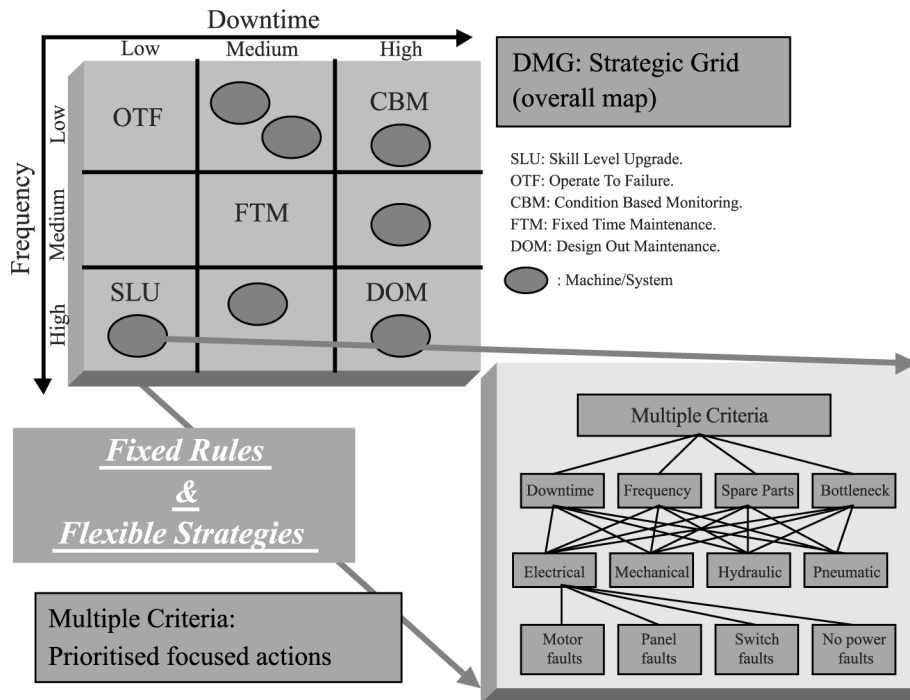 Downtime
Low Medium High
DMG: Strategic Grid
(overall map)
Frequency
Low
Medium
High
OTF
CBM
FTM
SLU
DOM
SLU: Skill Level Upgrade.
OTF: Operate To Failure.
CBM: Condition Based Monitoring.
FTM: Fixed Time Maintenance.
DOM: Design Out Maintenance.
: Machine/System
Fixed Rules
&
Flexible Strategies
Multiple Criteria:
Prioritised focused actions
Multiple Criteria
Downtime Frequency Spare Parts Bottleneck
Electrical Mechanical Hydraulic Pneumatic
Motor faults
Panel faults
Switch faults
No power faults